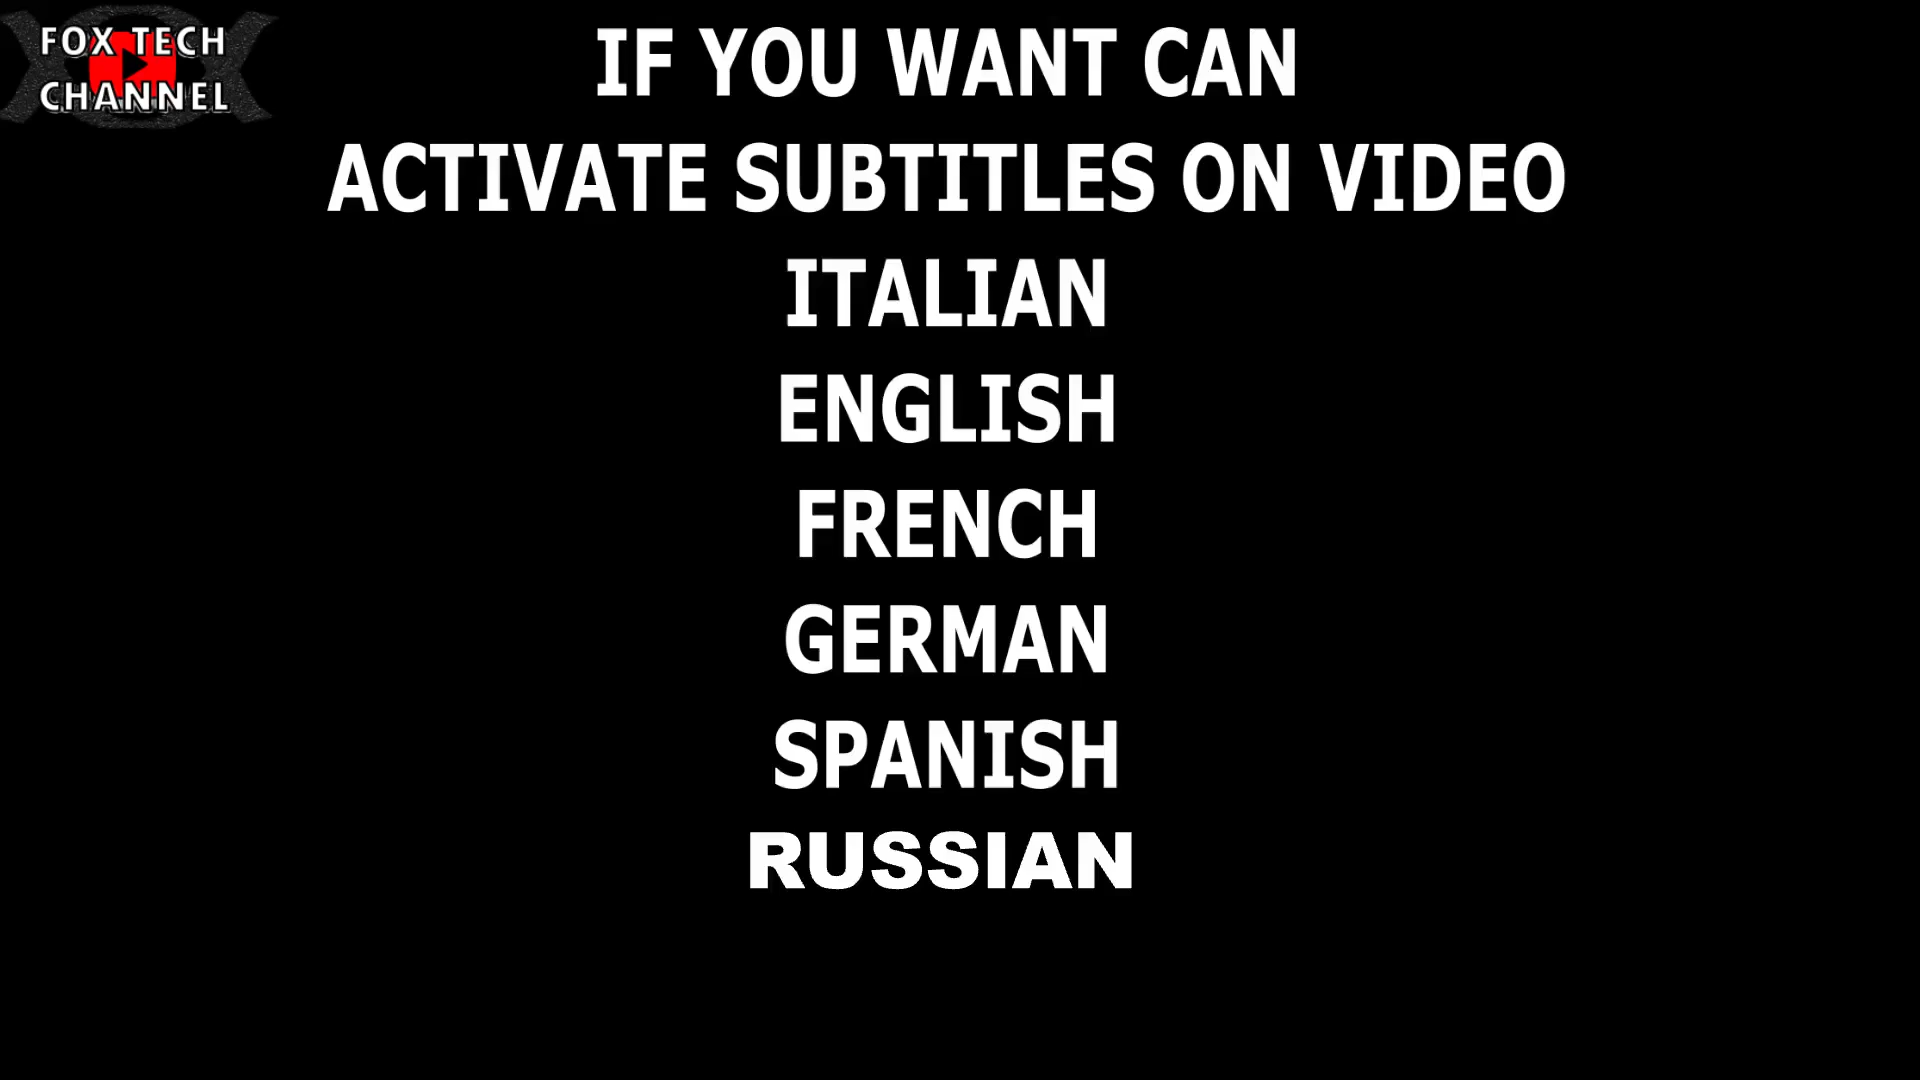 FOX TECH
CHANNEL
IF YOU WANT CAN
ACTIVATE SUBTITLES ON VIDEO
ITALIAN
ENGLISH
FRENCH
GERMAN
SPANISH
RUSSIAN